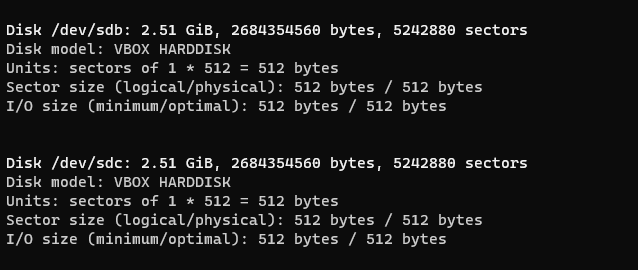 Disk /dev/sdb: 2.51 GiB, 2684354560 bytes, 5242880 sectors
Disk model: VBOX HARDDISK
Units: sectors of 1 * 512 = 512 bytes
Sector size (logical/physical): 512 bytes / 512 bytes
I/O size (minimum/optimal): 512 bytes / 512 bytes
Disk /dev/sdc: 2.51 GiB, 2684354560 bytes, 5242880 sectors
Disk model: VBOX HARDDISK
Units: sectors of 1 * 512 = 512 bytes
Sector size (logical/physical): 512 bytes / 512 bytes
I/O size (minimum/optimal): 512 bytes / 512 bytes